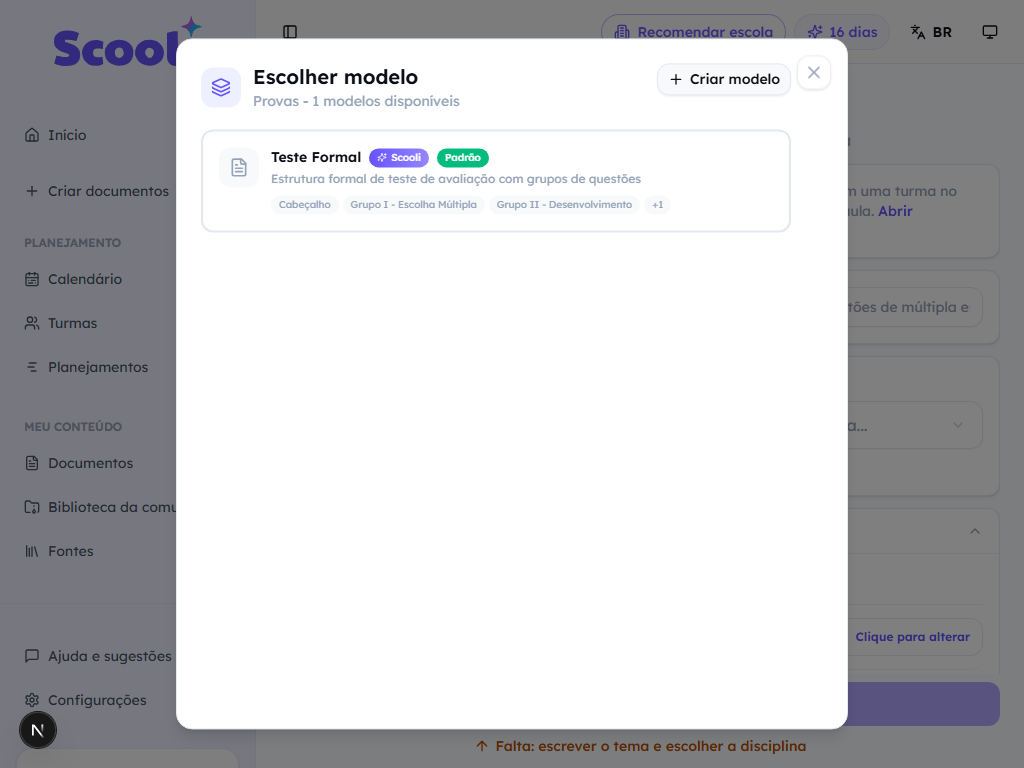 Scooli
Recomendar escola
16 dias
BR
Início
Criar documentos
PLANEJAMENTO
Calendário
Turmas
Planejamentos
MEU CONTEÚDO
Documentos
Biblioteca da comu
Fontes
Ajuda e sugestões
Configurações
N
Escolher modelo
Provas - 1 modelos disponíveis
Criar modelo
Teste Formal
Scooli
Padrão
Estrutura formal de teste de avaliação com grupos de questões
Cabeçalho
Grupo I - Escolha Múltipla
Grupo II - Desenvolvimento
+1
m uma turma no
ula. Abrir
tões de múltipla e
a...
Clique para alterar
Falta: escrever o tema e escolher a disciplina